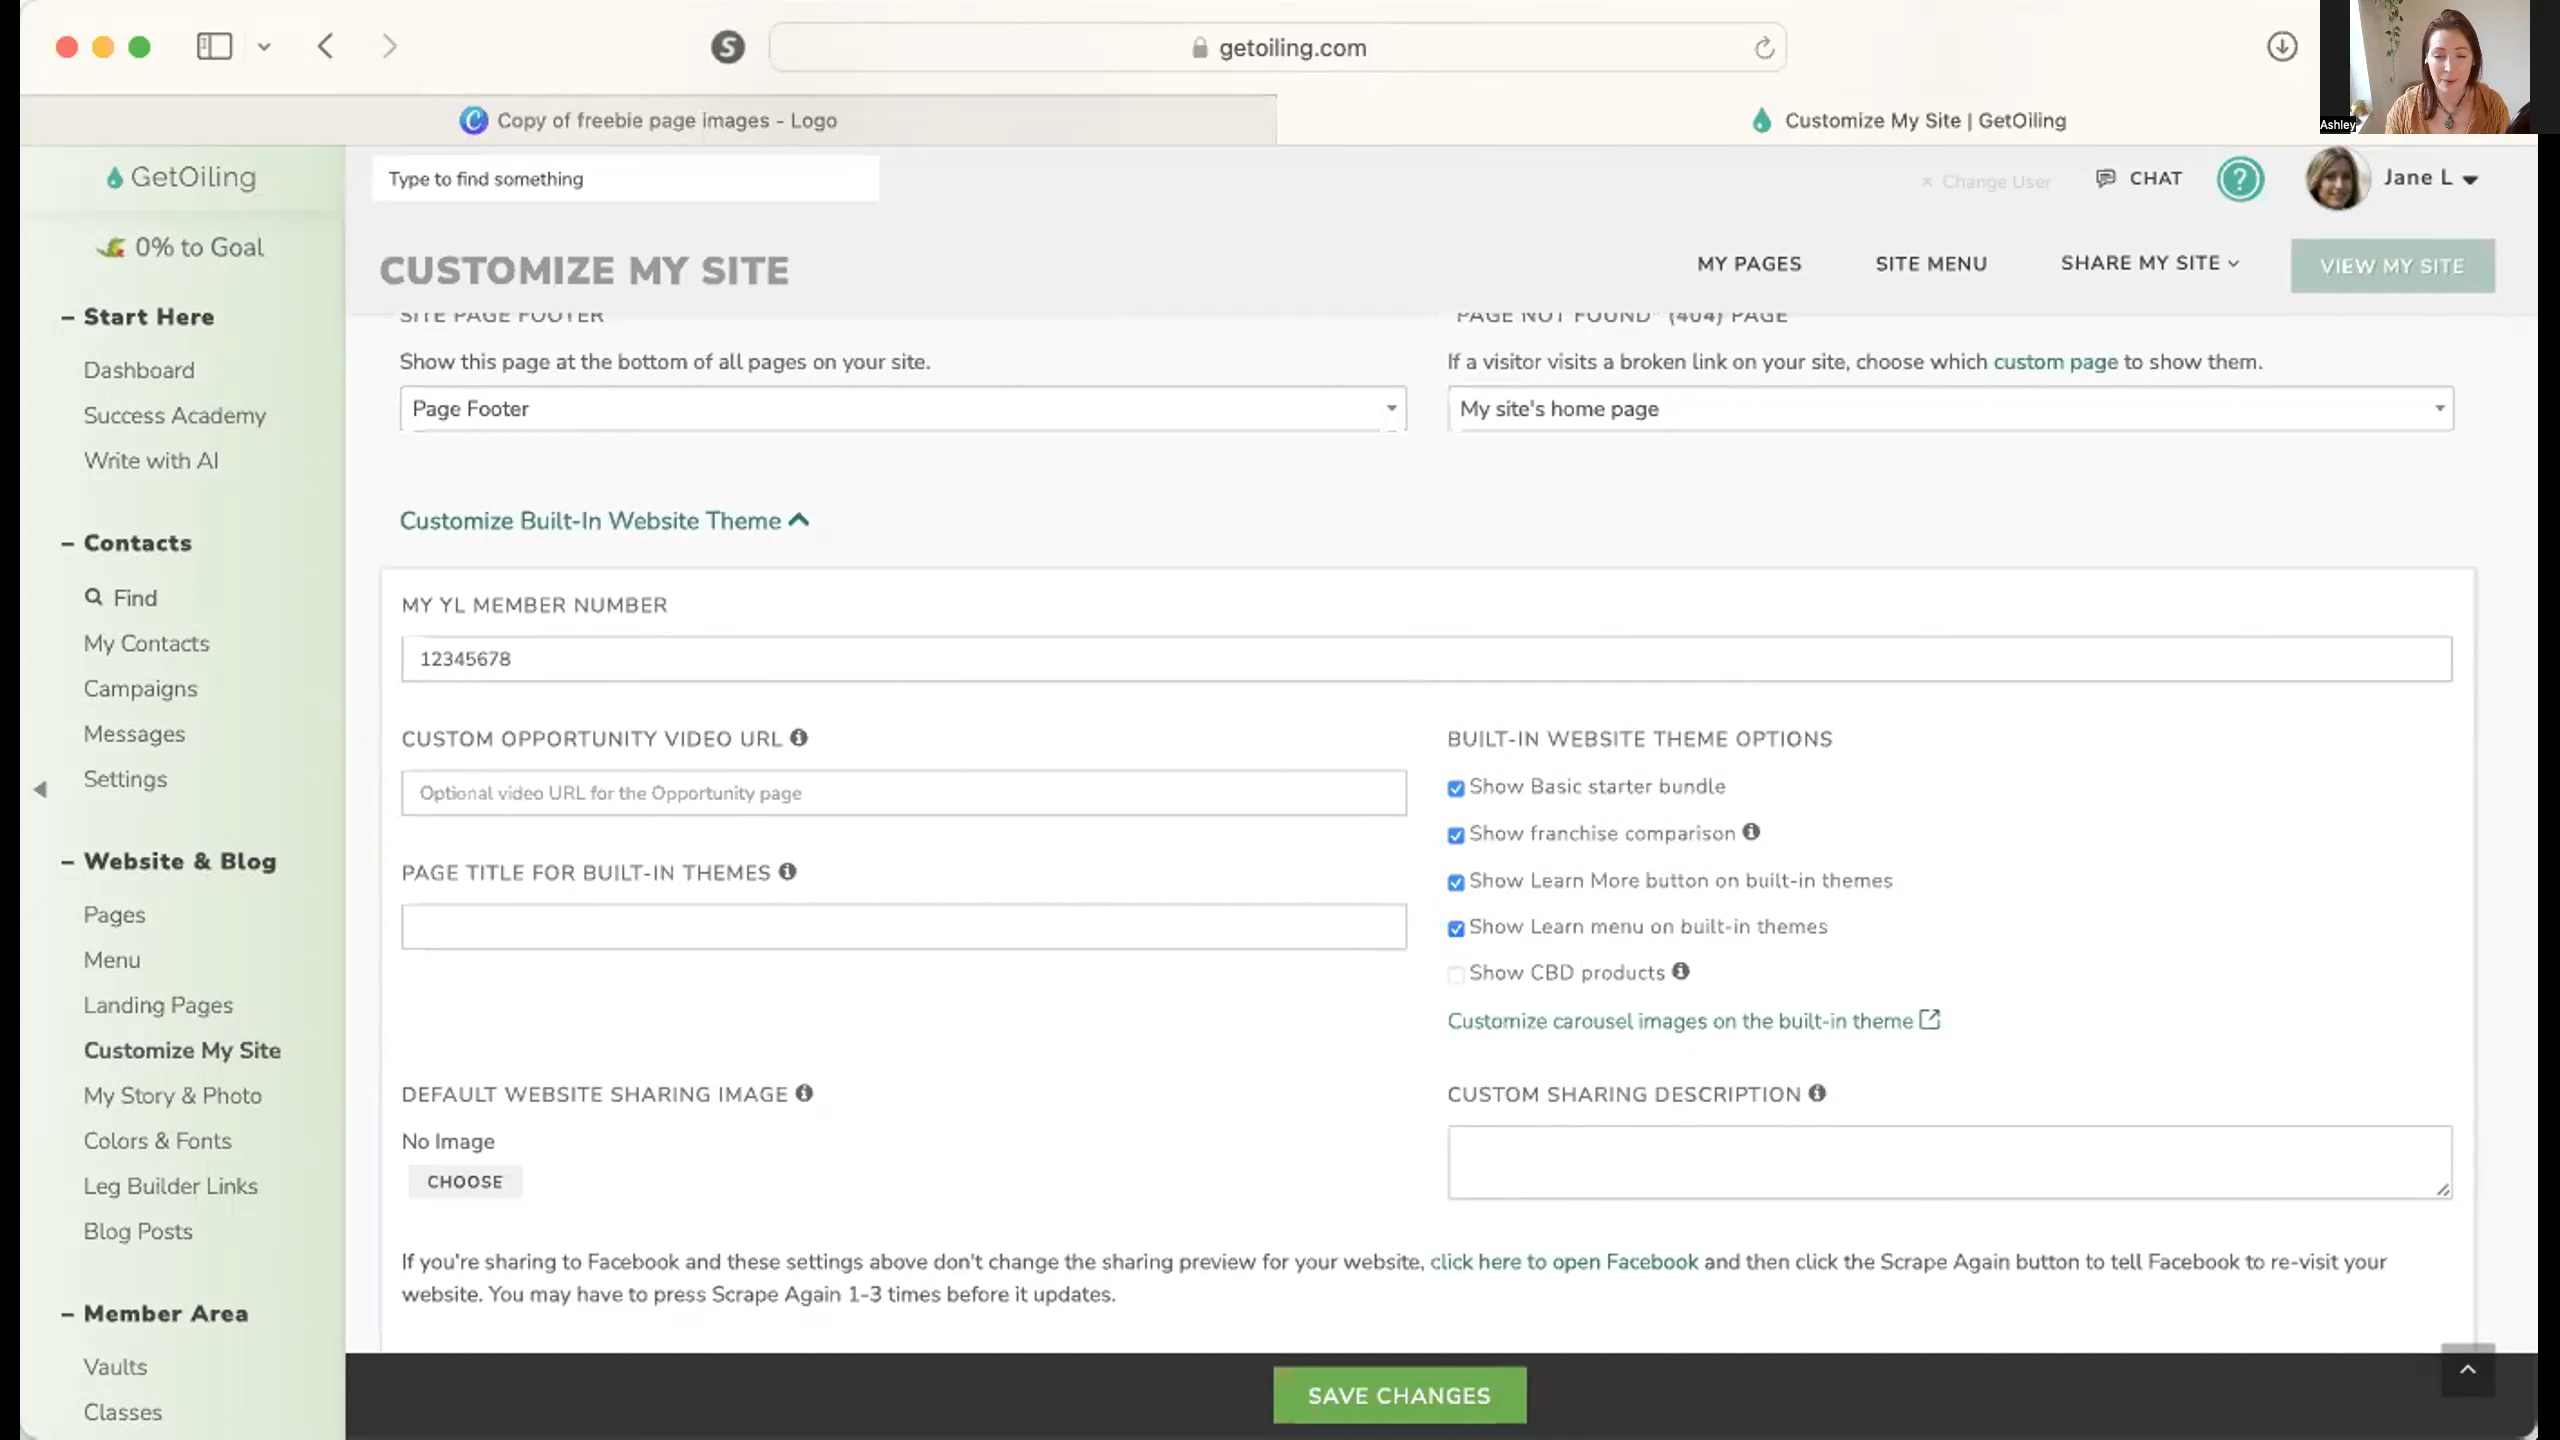 getoiling.com
Copy of freebie page images - Logo
Customize My Site | GetOiling
Ashley
GetOiling
Type to find something
× Change User
CHAT
?
Jane L
0% to Goal
CUSTOMIZE MY SITE
MY PAGES
SITE MENU
SHARE MY SITE
VIEW MY SITE
– Start Here
Dashboard
Success Academy
Write with AI
– Contacts
Find
My Contacts
Campaigns
Messages
Settings
– Website & Blog
Pages
Menu
Landing Pages
Customize My Site
My Story & Photo
Colors & Fonts
Leg Builder Links
Blog Posts
– Member Area
Vaults
Classes
SITE PAGE FOOTER
Show this page at the bottom of all pages on your site.
Page Footer
"PAGE NOT FOUND" (404) PAGE
If a visitor visits a broken link on your site, choose which custom page to show them.
My site's home page
Customize Built-In Website Theme
MY YL MEMBER NUMBER
12345678
CUSTOM OPPORTUNITY VIDEO URL
Optional video URL for the Opportunity page
PAGE TITLE FOR BUILT-IN THEMES
BUILT-IN WEBSITE THEME OPTIONS
Show Basic starter bundle
Show franchise comparison
Show Learn More button on built-in themes
Show Learn menu on built-in themes
Show CBD products
Customize carousel images on the built-in theme
DEFAULT WEBSITE SHARING IMAGE
No Image
CHOOSE
CUSTOM SHARING DESCRIPTION
If you're sharing to Facebook and these settings above don't change the sharing preview for your website, click here to open Facebook and then click the Scrape Again button to tell Facebook to re-visit your
website. You may have to press Scrape Again 1-3 times before it updates.
SAVE CHANGES